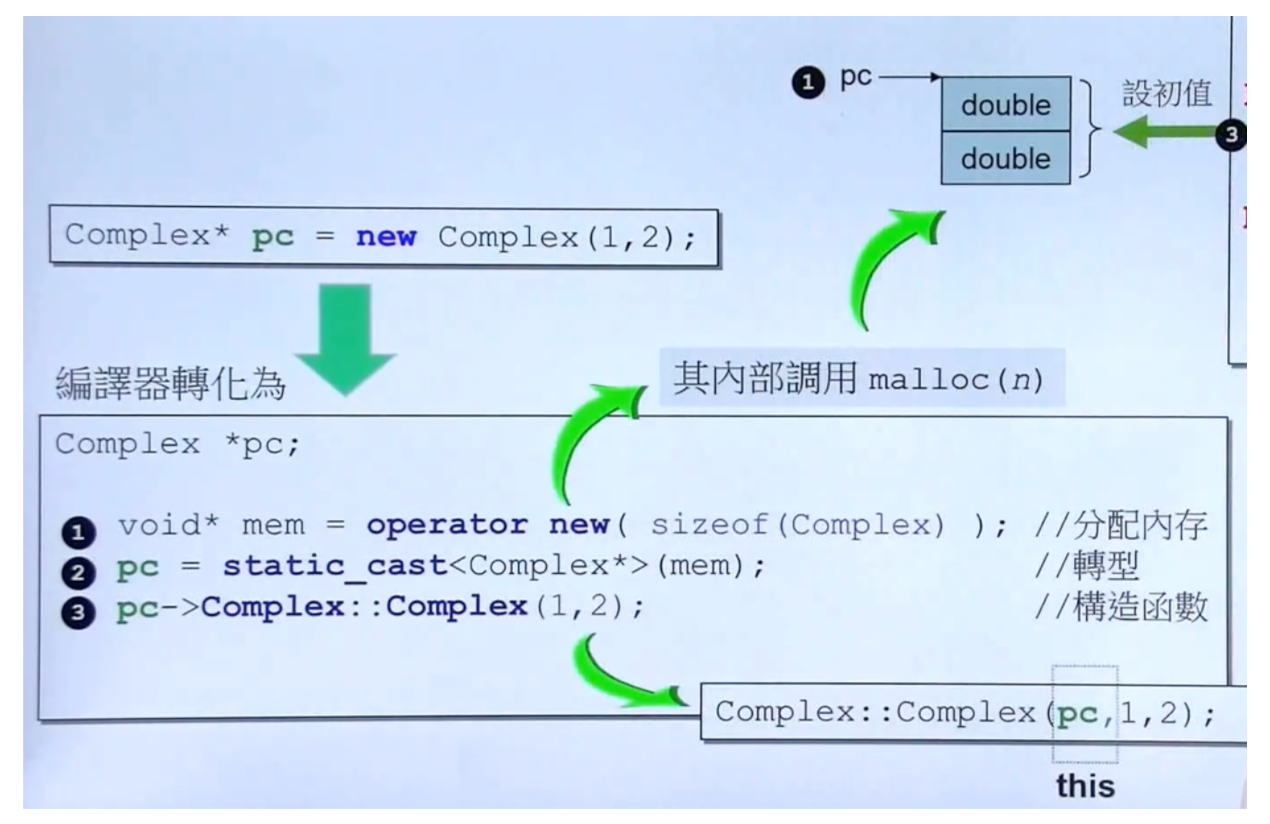 1 pc
double
double
設初值
3
Complex* pc = new Complex(1,2);
編譯器轉化為
其內部調用 malloc(n)
Complex *pc;
1 void* mem = operator new( sizeof(Complex) ); //分配內存
2 pc = static_cast<Complex*>(mem); //轉型
3 pc->Complex::Complex(1,2); //構造函數
Complex::Complex(pc,1,2);
this